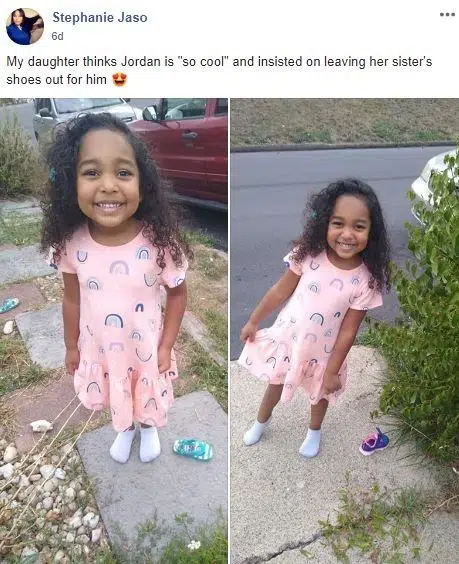 Stephanie Jaso
6d
My daughter thinks Jordan is "so cool" and insisted on leaving her sister's
shoes out for him 😍